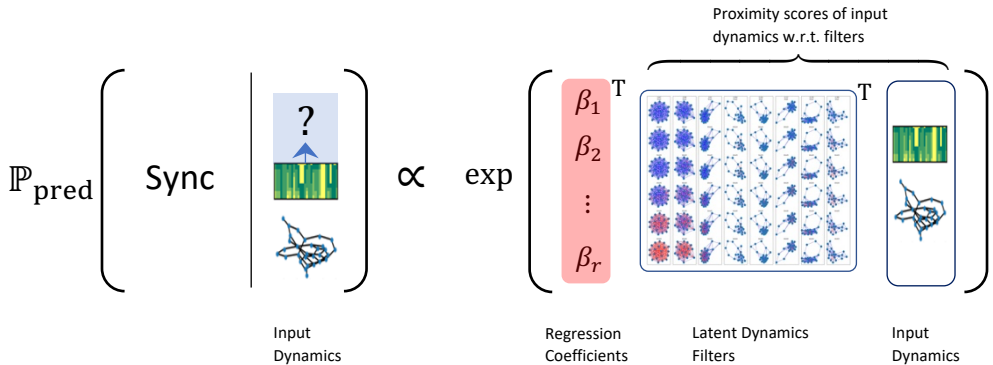 Proximity scores of input
dynamics w.r.t. filters
ℙpred Sync ? ∝ exp β1 T T
β2
⋮
βr
Input
Dynamics
Regression
Coefficients
Latent Dynamics
Filters
Input
Dynamics